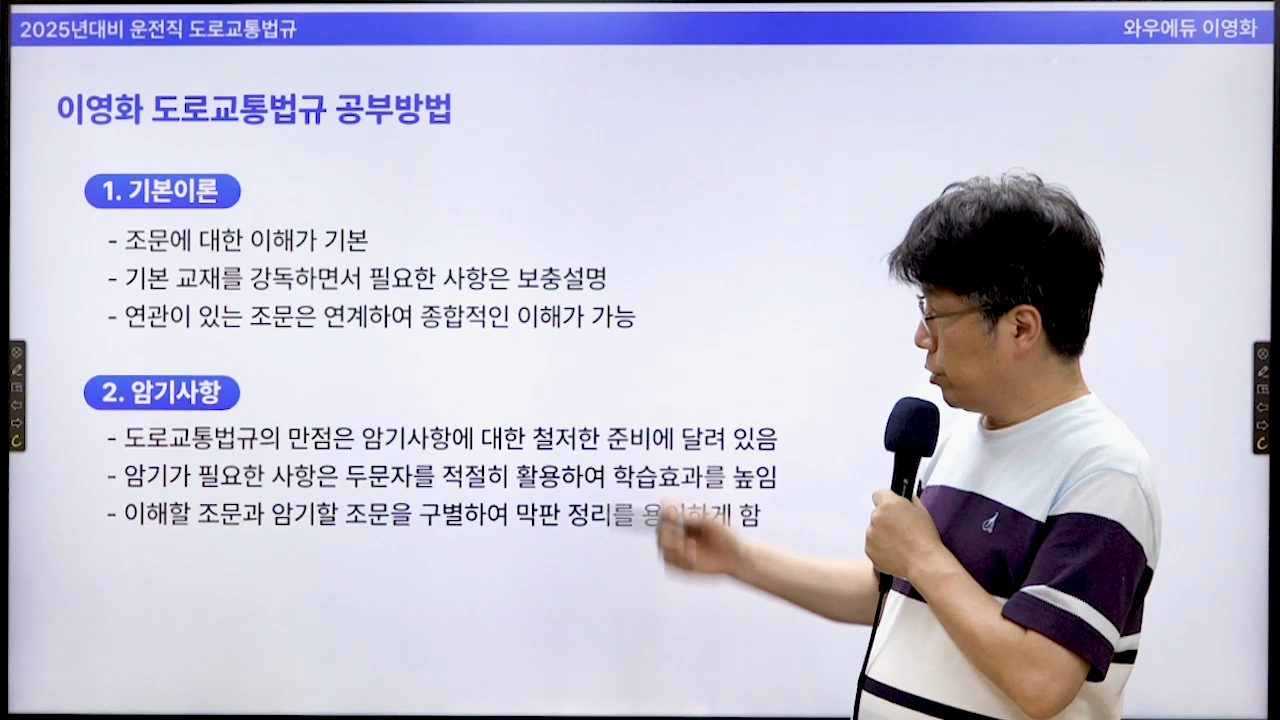 2025년대비 운전직 도로교통법규
와우에듀 이영화
이영화 도로교통법규 공부방법
1. 기본이론
- 조문에 대한 이해가 기본
- 기본 교재를 강독하면서 필요한 사항은 보충설명
- 연관이 있는 조문은 연계하여 종합적인 이해가 가능
2. 암기사항
- 도로교통법규의 만점은 암기사항에 대한 철저한 준비에 달려 있음
- 암기가 필요한 사항은 두문자를 적절히 활용하여 학습효과를 높임
- 이해할 조문과 암기할 조문을 구별하여 막판 정리를 용이하게 함